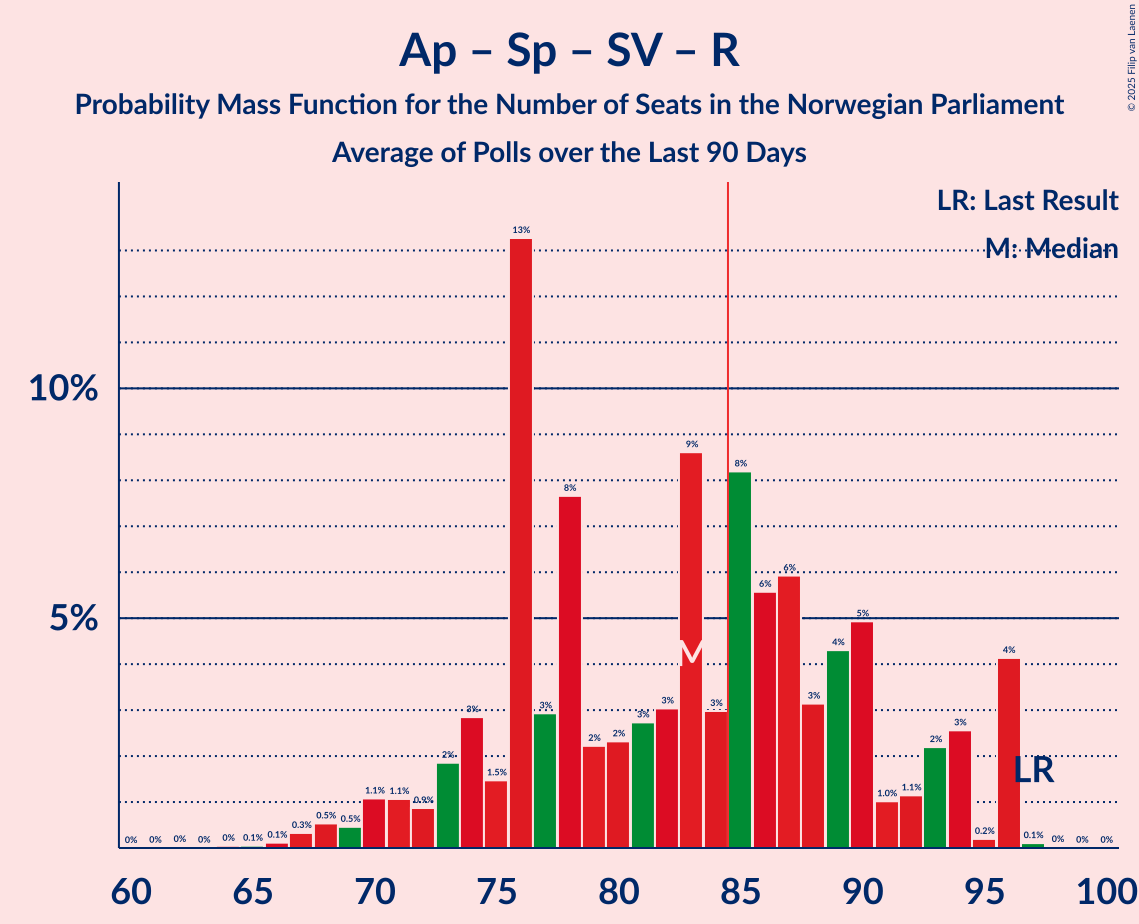 Ap – Sp – SV – R
Probability Mass Function for the Number of Seats in the Norwegian Parliament
Average of Polls over the Last 90 Days
© 2025 Filip van Laenen
LR: Last Result
M: Median
10%
5%
0% 0% 0% 0% 0% 0.1% 0.1% 0.3% 0.5% 0.5% 1.1% 1.1% 0.9% 2% 3% 1.5% 13% 3% 8% 2% 2% 3% 3% 9% 3% 8% 6% 6% 3% 4% 5% 1.0% 1.1% 2% 3% 0.2% 4% 0.1% 0% 0% 0%
M
LR
60 65 70 75 80 85 90 95 100